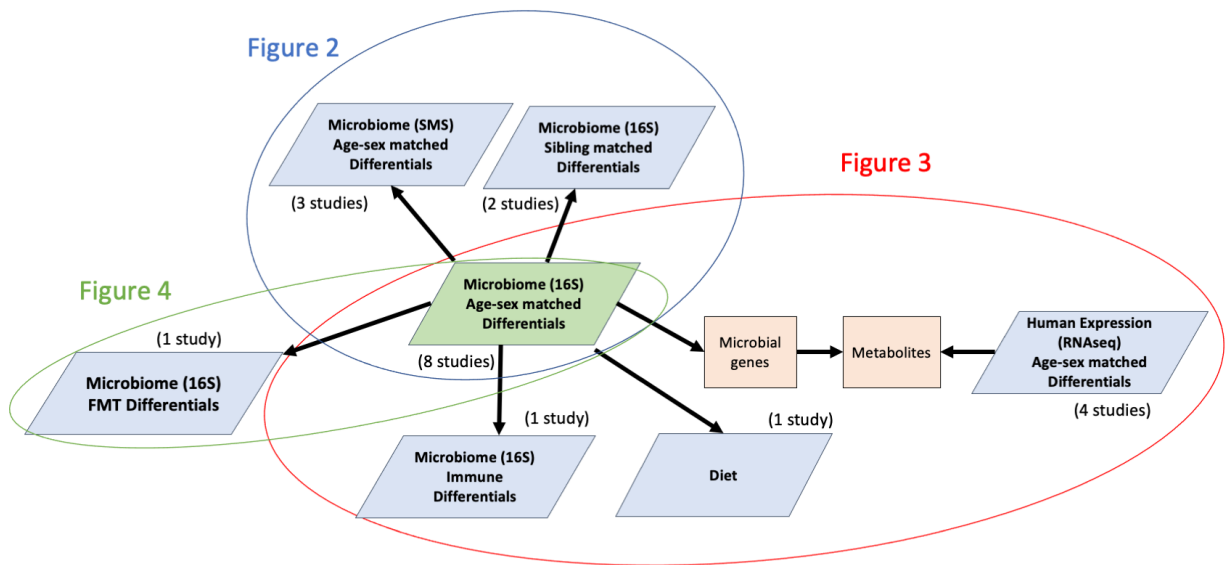 Figure 2
Microbiome (SMS)
Age-sex matched
Differentials
(3 studies)
Microbiome (16S)
Sibling matched
Differentials
(2 studies)
Figure 3
Figure 4
Microbiome (16S)
Age-sex matched
Differentials
(8 studies)
(1 study)
Microbiome (16S)
FMT Differentials
Microbial
genes
Metabolites
Human Expression
(RNAseq)
Age-sex matched
Differentials
(4 studies)
(1 study)
Microbiome (16S)
Immune
Differentials
(1 study)
Diet